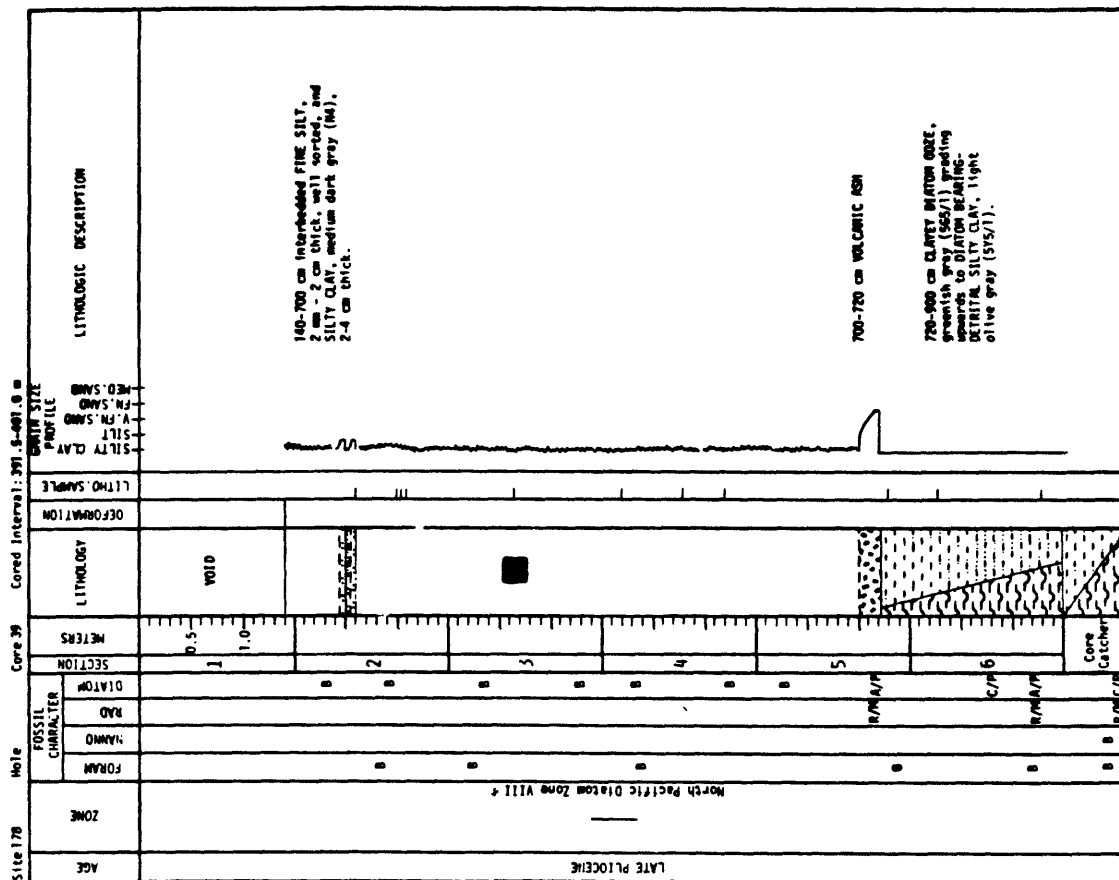 Site 178 Hole Core 39 Cored Interval: 391.5-401.0 m
AGE
ZONE
FOSSIL CHARACTER
FORAM
NANNO
RAD
DIATOM
SECTION
METERS
LITHOLOGY
DEFORMATION
LITHO.SAMPLE
GRAIN SIZE PROFILE
SILTY CLAY
SILT
V.FN.SAND
FN.SAND
MED.SAND
LITHOLOGIC DESCRIPTION
LATE PLIOCENE
North Pacific Diatom Zone VIII
B B B B B B
B
R/M R/M R/M
B B B B B B B A/P C/P A/P C/P
1
2
3
4
5
6
Core Catcher
0.5
1.0
VOID
140-700 cm interbedded FINE SILT,
2 mm - 2 cm thick, well sorted, and
SILTY CLAY, medium dark gray (N4),
2-4 cm thick.
700-720 cm VOLCANIC ASH
720-900 cm CLAYEY DIATOM OOZE,
greenish gray (5G5/1) grading
upwards to DIATOM BEARING-
DETRITAL SILTY CLAY, light
olive gray (5Y5/1).